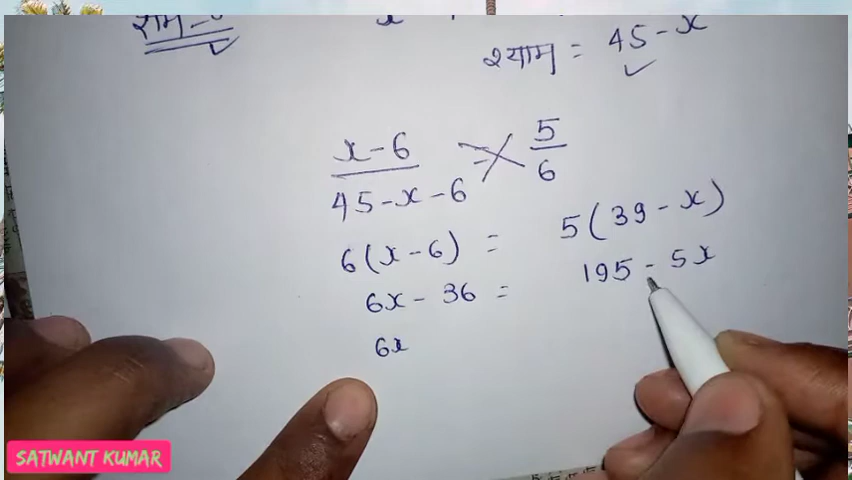 राम = x
श्याम = 45 - x
x - 6 / 45 - x - 6 = 5 / 6
6(x - 6) = 5(39 - x)
6x - 36 = 195 - 5x
6x
SATWANT KUMAR